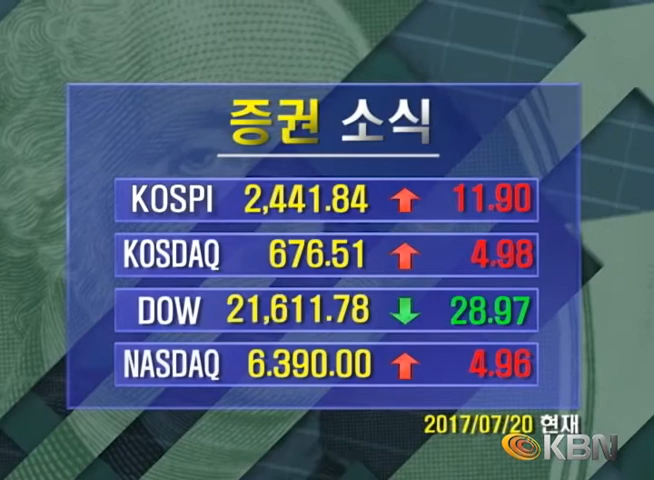 증권 소식
KOSPI 2,441.84 ↑ 11.90
KOSDAQ 676.51 ↑ 4.98
DOW 21,611.78 ↓ 28.97
NASDAQ 6.390.00 ↑ 4.96
2017/07/20 현재
KBN